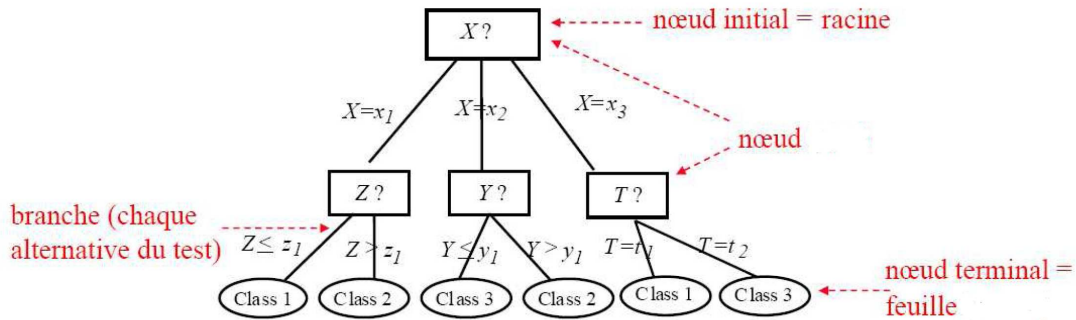 X ?
nœud initial = racine
X=x1
X=x2
X=x3
nœud
Z ?
Y ?
T ?
branche (chaque
alternative du test)
Z≤ z1
Z > z1
Y ≤ y1
Y > y1
T=t1
T=t2
Class 1
Class 2
Class 3
Class 2
Class 1
Class 3
nœud terminal =
feuille